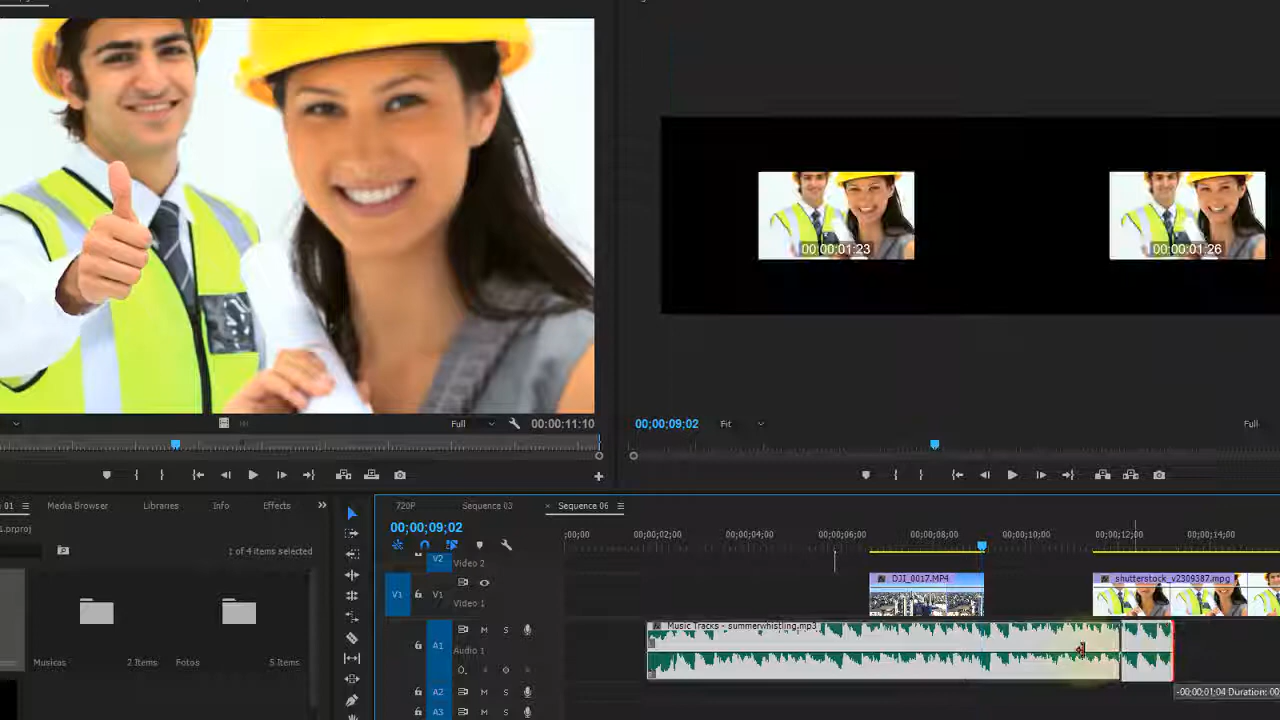 00;00;01;23
00;00;01;26
Full
00:00:11:10
00;00;09;02
Fit
Full
01
Media Browser
Libraries
Info
Effects
1.prproj
1 of 4 items selected
Musicas
2 Items
Fotos
5 Items
720P
Sequence 03
× Sequence 06
00;00;09;02
;00;00
00;00;02;00
00;00;04;00
00;00;06;00
00;00;08;00
00;00;10;00
00;00;12;00
00;00;14;00
V2
Video 2
DJI_0017.MP4
shutterstock_v2309387.mpg
V1
V1
Video 1
Music Tracks - summerwhistling.mp3
A1
M
S
Audio 1
A2
M
S
-00;00;01;04 Duration: 00
A3
M
S